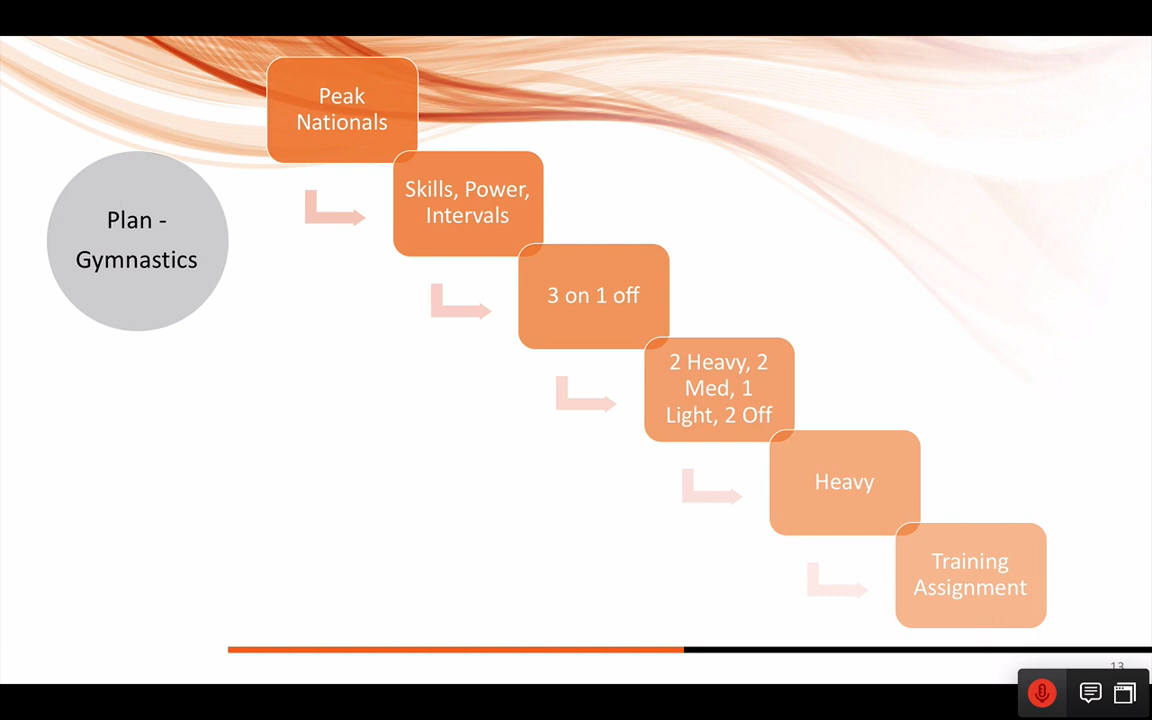 Peak
Nationals
Plan -
Gymnastics
Skills, Power,
Intervals
3 on 1 off
2 Heavy, 2
Med, 1
Light, 2 Off
Heavy
Training
Assignment
13